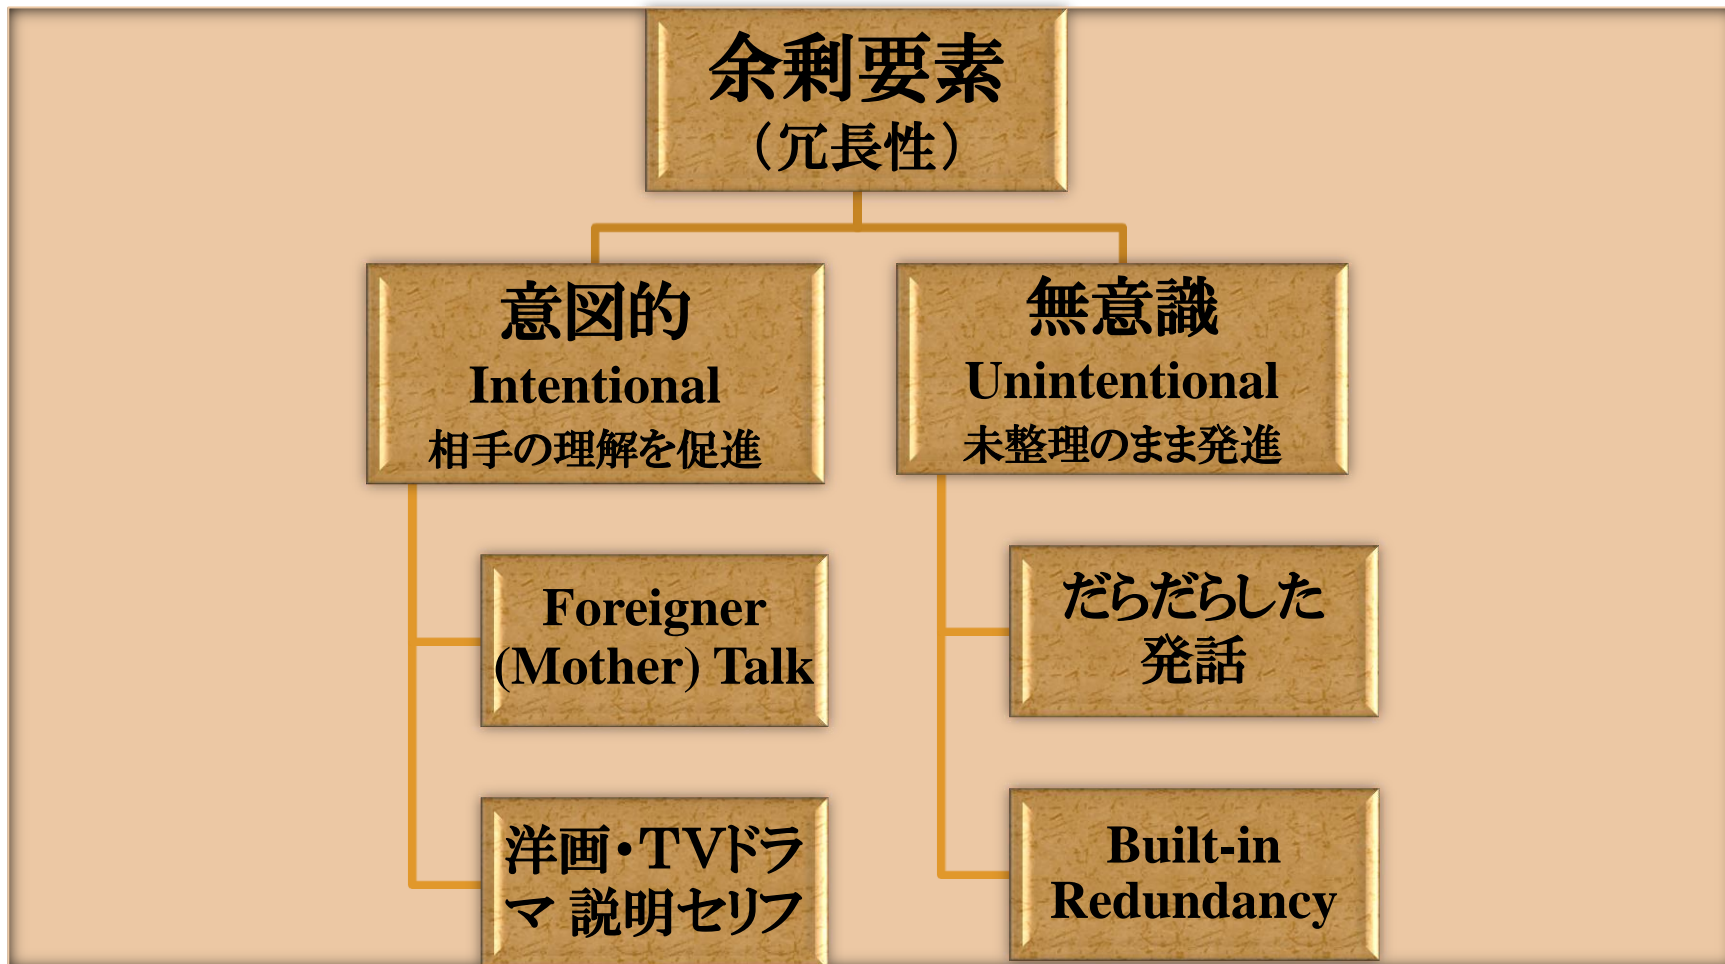 余剰要素
（冗長性）
意図的
Intentional
相手の理解を促進
無意識
Unintentional
未整理のまま発進
Foreigner
(Mother) Talk
だらだらした
発話
洋画・TVドラ
マ 説明セリフ
Built-in
Redundancy